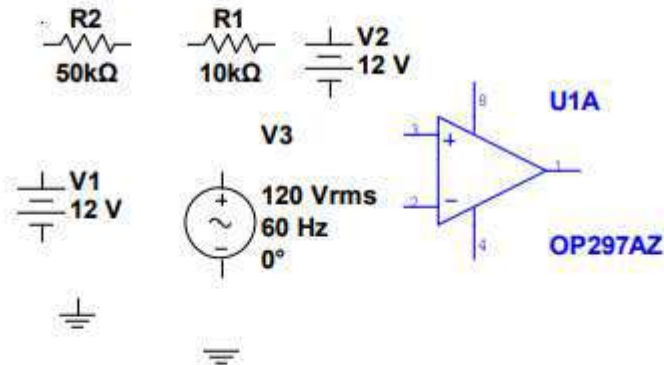 R2
50kΩ
R1
10kΩ
V2
12 V
V1
12 V
V3
120 Vrms
60 Hz
0°
U1A
3
2
8
4
1
OP297AZ